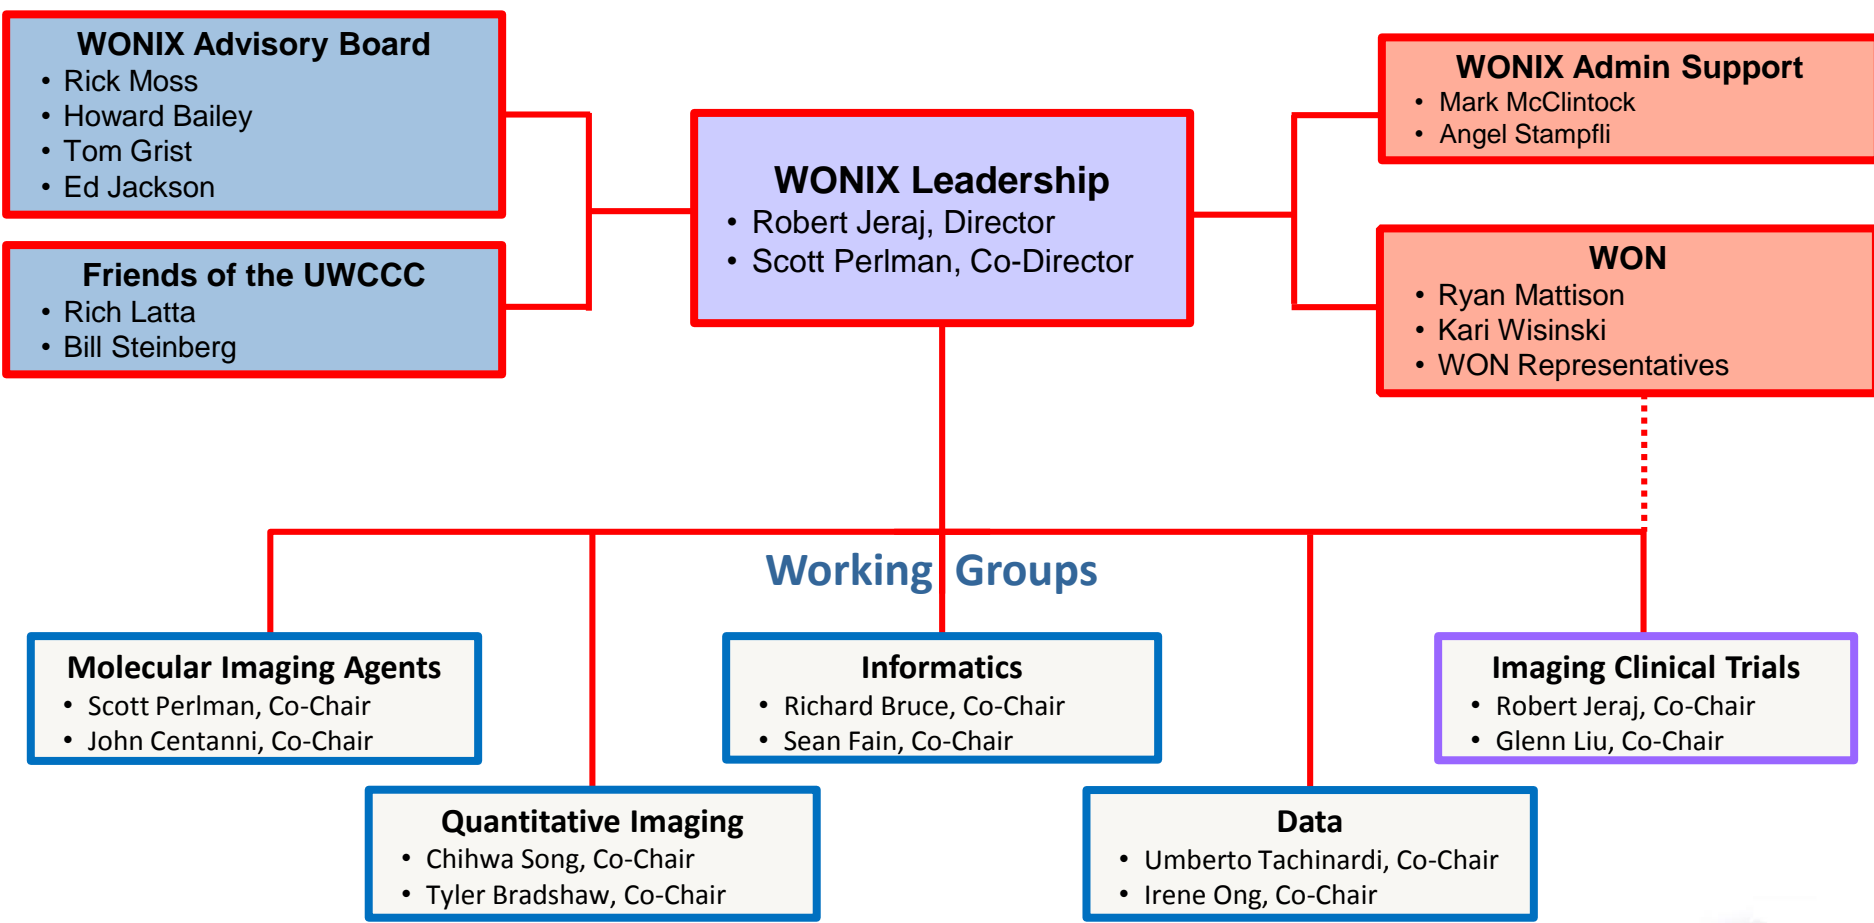 WONIX Advisory Board
• Rick Moss
• Howard Bailey
• Tom Grist
• Ed Jackson
Friends of the UWCCC
• Rich Latta
• Bill Steinberg
WONIX Leadership
• Robert Jeraj, Director
• Scott Perlman, Co-Director
WONIX Admin Support
• Mark McClintock
• Angel Stampfli
WON
• Ryan Mattison
• Kari Wisinski
• WON Representatives
Working Groups
Molecular Imaging Agents
• Scott Perlman, Co-Chair
• John Centanni, Co-Chair
Informatics
• Richard Bruce, Co-Chair
• Sean Fain, Co-Chair
Imaging Clinical Trials
• Robert Jeraj, Co-Chair
• Glenn Liu, Co-Chair
Quantitative Imaging
• Chihwa Song, Co-Chair
• Tyler Bradshaw, Co-Chair
Data
• Umberto Tachinardi, Co-Chair
• Irene Ong, Co-Chair